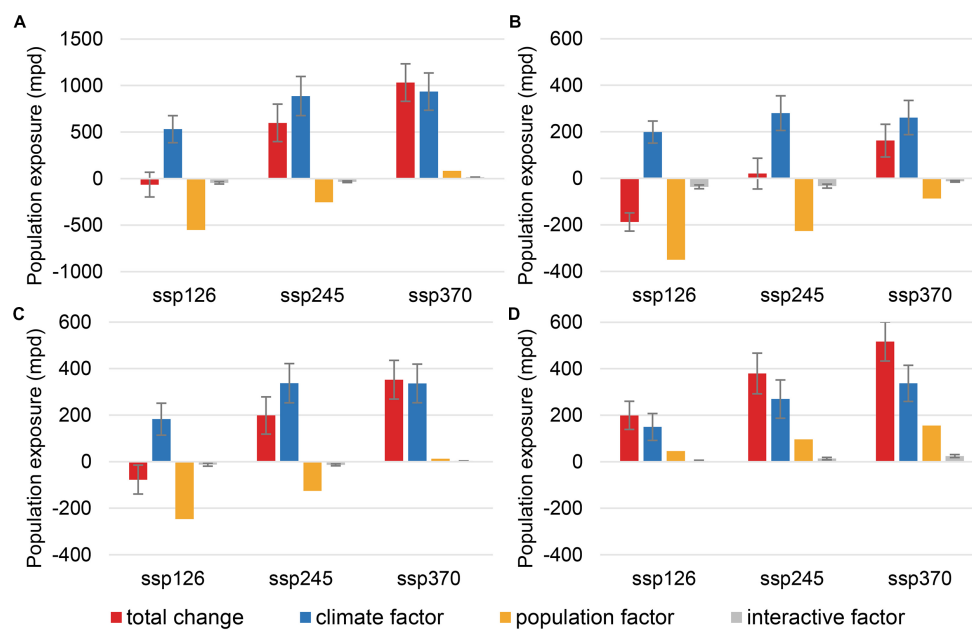 A
Population exposure (mpd)
1500
1000
500
0
-500
-1000
ssp126 ssp245 ssp370
B
Population exposure (mpd)
600
400
200
0
-200
-400
ssp126 ssp245 ssp370
C
Population exposure (mpd)
600
400
200
0
-200
-400
ssp126 ssp245 ssp370
D
Population exposure (mpd)
600
400
200
0
-200
-400
ssp126 ssp245 ssp370
total change climate factor population factor interactive factor